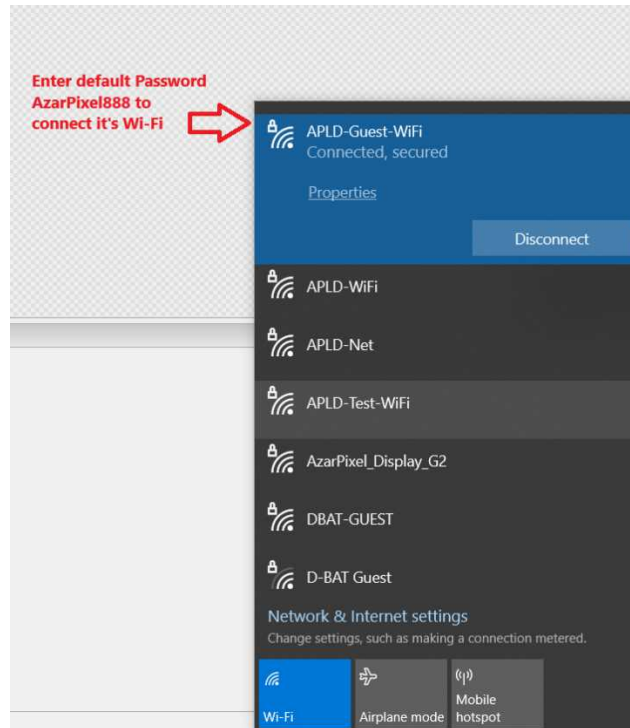 Enter default Password
AzarPixel888 to
connect it's Wi-Fi
APLD-Guest-WiFi
Connected, secured
Properties
Disconnect
APLD-WiFi
APLD-Net
APLD-Test-WiFi
AzarPixel_Display_G2
DBAT-GUEST
D-BAT Guest
Network & Internet settings
Change settings, such as making a connection metered.
Wi-Fi
Airplane mode
Mobile
hotspot